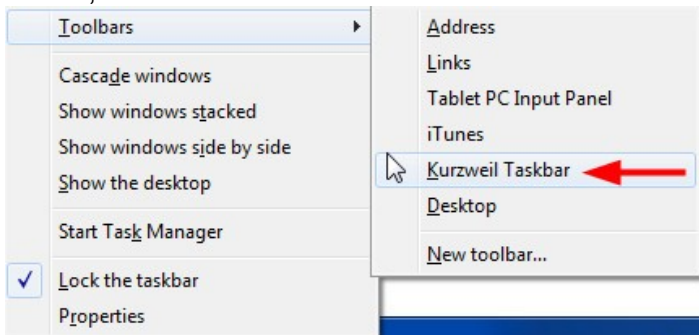 Toolbars
Cascade windows
Show windows stacked
Show windows side by side
Show the desktop
Start Task Manager
Lock the taskbar
Properties
Address
Links
Tablet PC Input Panel
iTunes
Kurzweil Taskbar
Desktop
New toolbar...